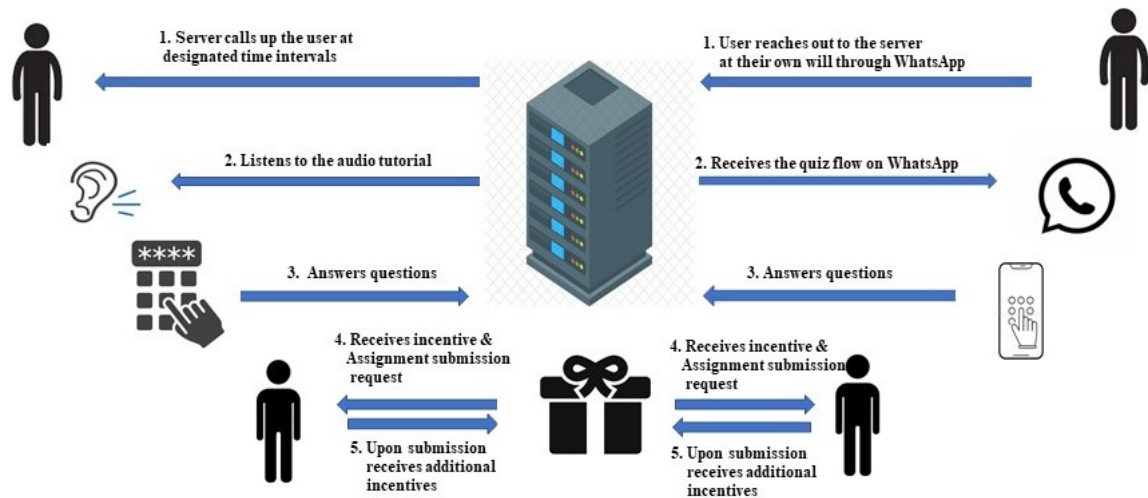 1. Server calls up the user at
designated time intervals
1. User reaches out to the server
at their own will through WhatsApp
2. Listens to the audio tutorial
2. Receives the quiz flow on WhatsApp
****
3. Answers questions
3. Answers questions
4. Receives incentive &
Assignment submission
request
4. Receives incentive &
Assignment submission
request
5. Upon submission
receives additional
incentives
5. Upon submission
receives additional
incentives